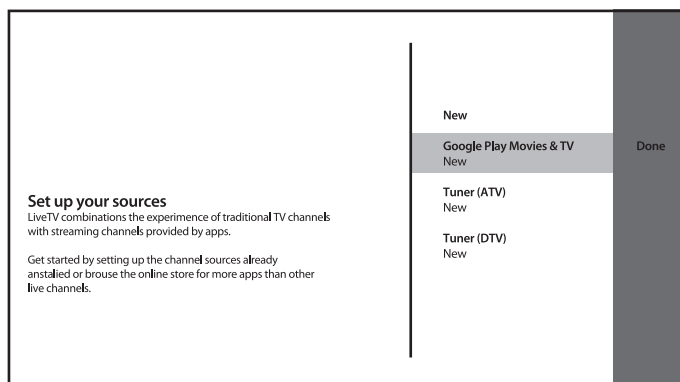 Set up your sources
LiveTV combinations the experimence of traditional TV channels
with streaming channels provided by apps.
Get started by setting up the channel sources already
anstalied or brouse the online store for more apps than other
live channels.
New
Google Play Movies & TV
New
Tuner (ATV)
New
Tuner (DTV)
New
Done